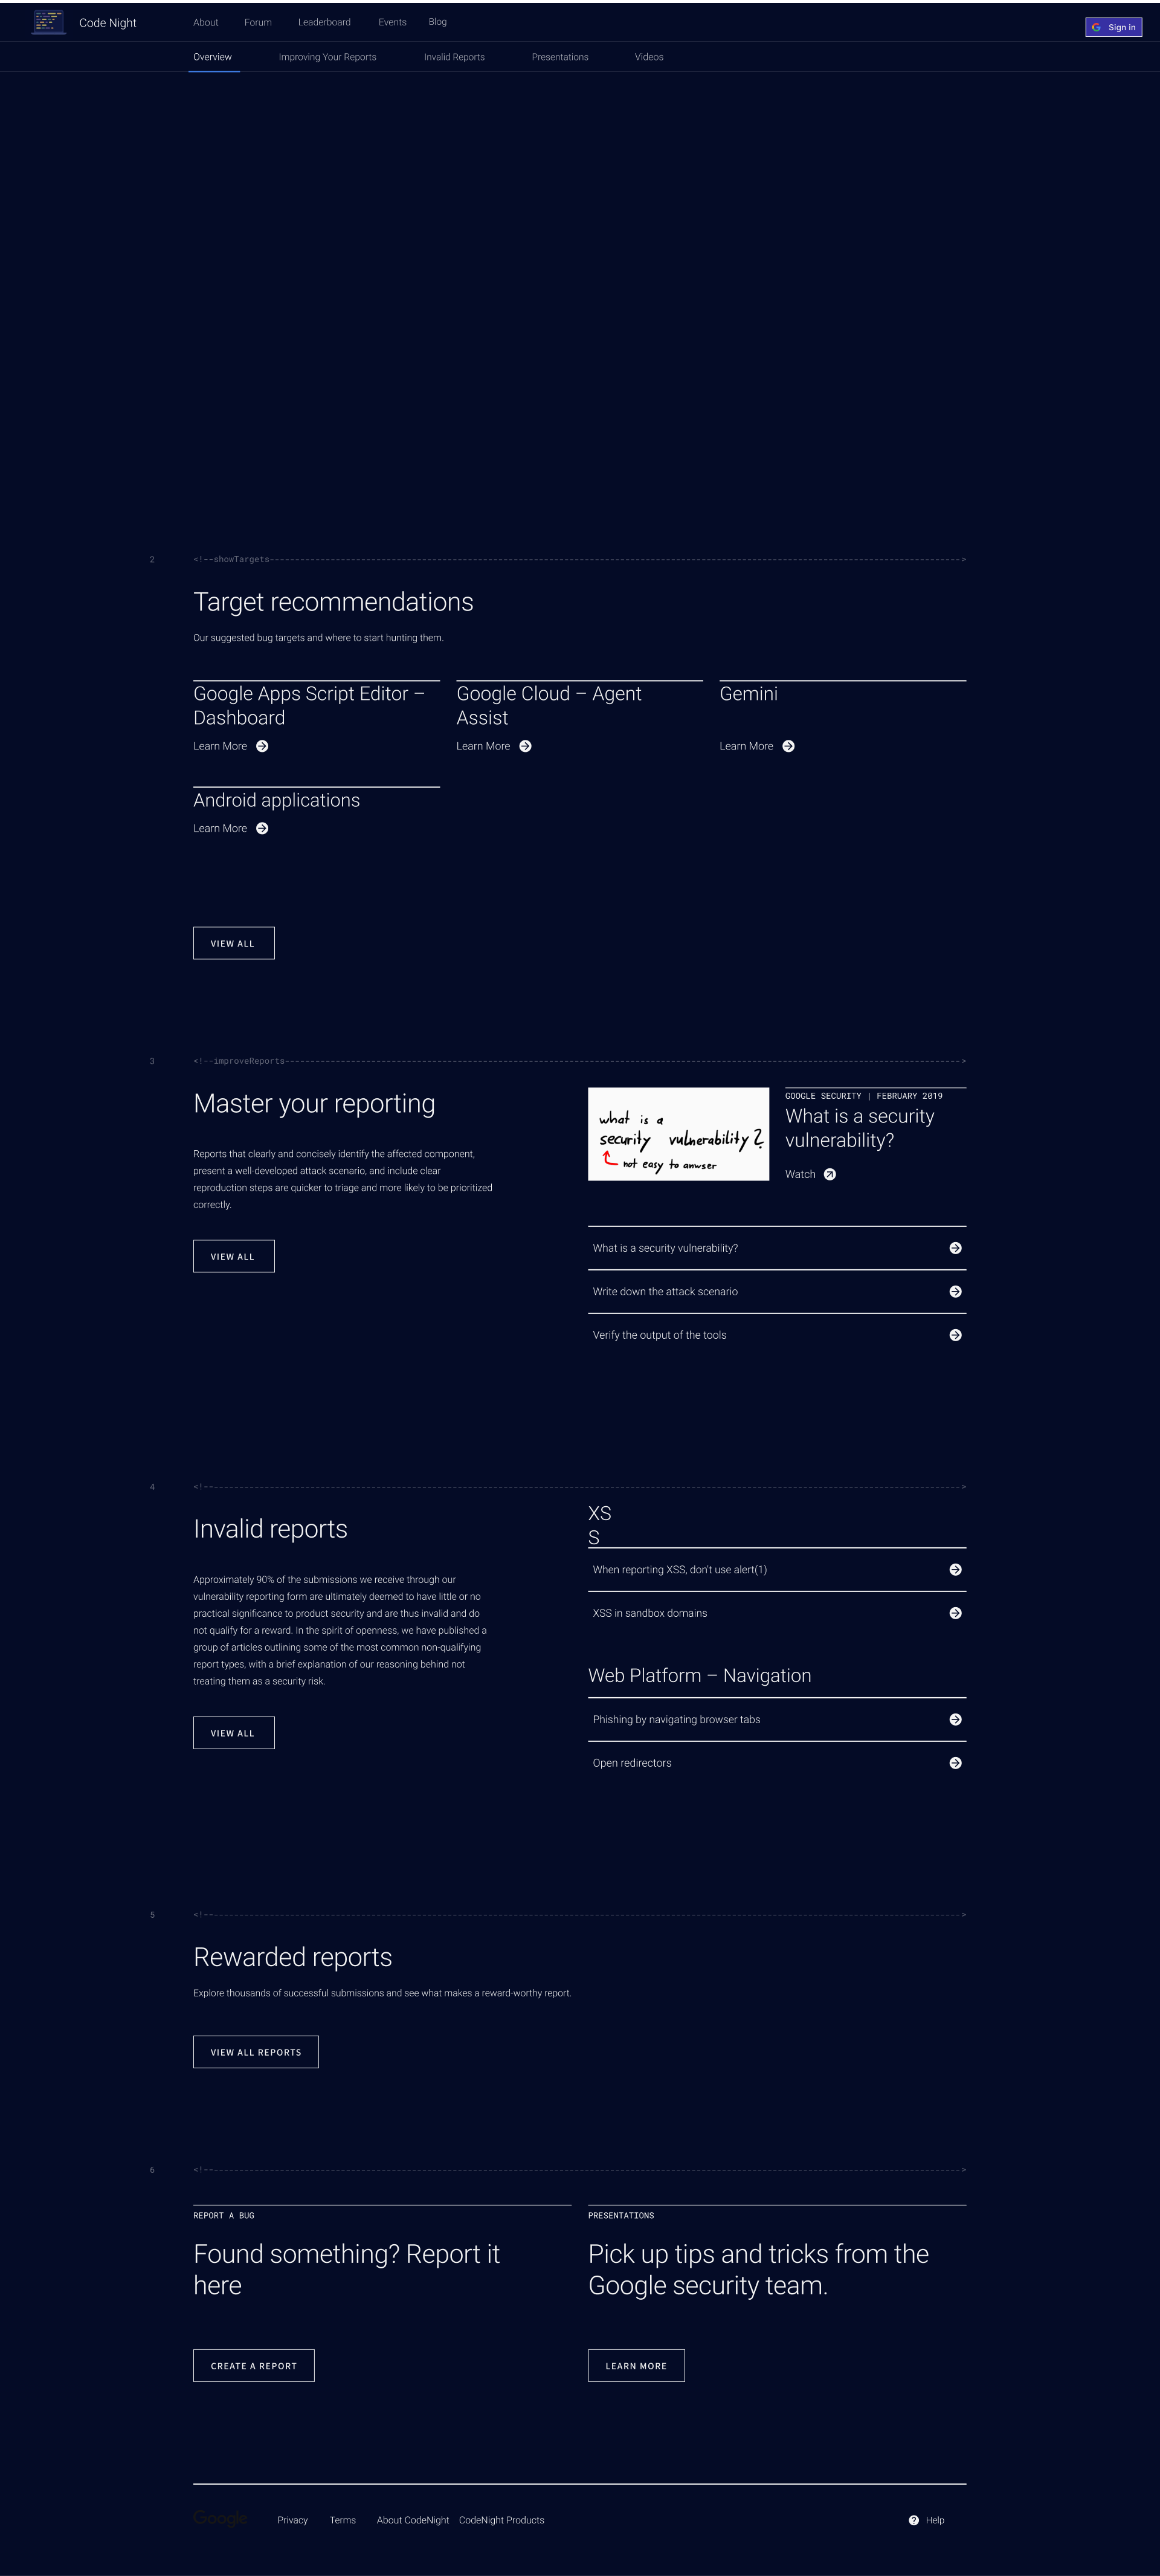 Code Night
About Forum Leaderboard Events Blog
Sign in
Overview Improving Your Reports Invalid Reports Presentations Videos
2 <!--showTargets-->
Target recommendations
Our suggested bug targets and where to start hunting them.
Google Apps Script Editor –
Dashboard
Learn More
Google Cloud – Agent
Assist
Learn More
Gemini
Learn More
Android applications
Learn More
VIEW ALL
3 <!--improveReports-->
Master your reporting
Reports that clearly and concisely identify the affected component,
present a well-developed attack scenario, and include clear
reproduction steps are quicker to triage and more likely to be prioritized
correctly.
VIEW ALL
what is a
security vulnerability?
not easy to anwser
GOOGLE SECURITY | FEBRUARY 2019
What is a security
vulnerability?
Watch
What is a security vulnerability?
Write down the attack scenario
Verify the output of the tools
4 <!---->
Invalid reports
Approximately 90% of the submissions we receive through our
vulnerability reporting form are ultimately deemed to have little or no
practical significance to product security and are thus invalid and do
not qualify for a reward. In the spirit of openness, we have published a
group of articles outlining some of the most common non-qualifying
report types, with a brief explanation of our reasoning behind not
treating them as a security risk.
VIEW ALL
XS
S
When reporting XSS, don't use alert(1)
XSS in sandbox domains
Web Platform – Navigation
Phishing by navigating browser tabs
Open redirectors
5 <!---->
Rewarded reports
Explore thousands of successful submissions and see what makes a reward-worthy report.
VIEW ALL REPORTS
6 <!---->
REPORT A BUG
Found something? Report it
here
CREATE A REPORT
PRESENTATIONS
Pick up tips and tricks from the
Google security team.
LEARN MORE
Google Privacy Terms About CodeNight CodeNight Products Help